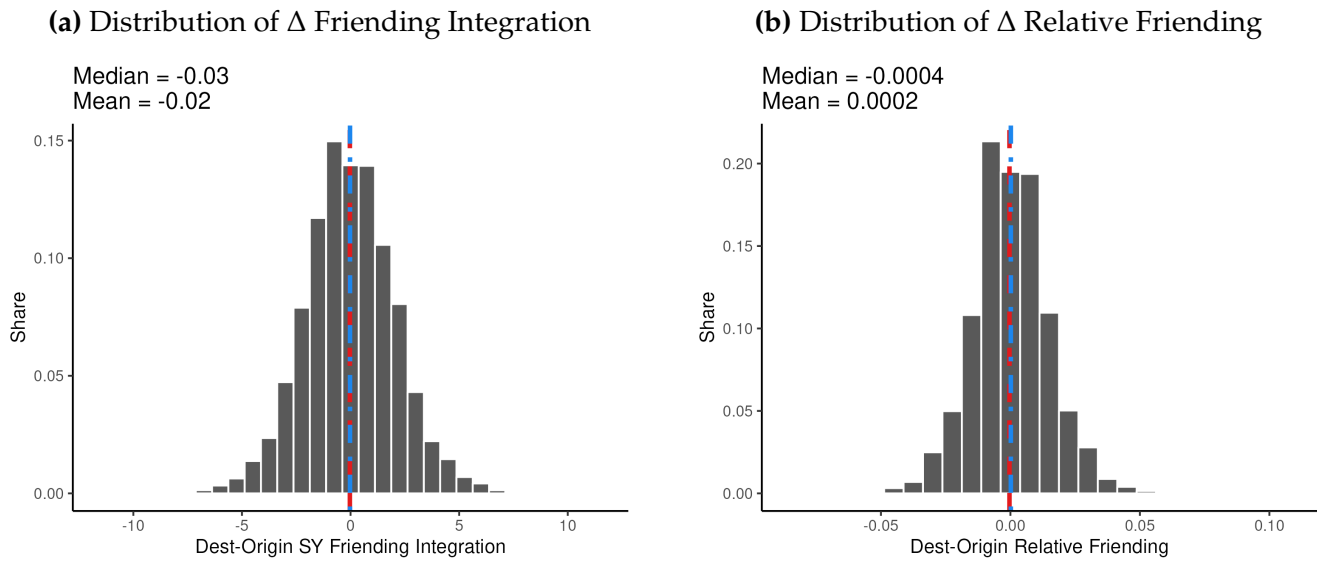 (a) Distribution of Δ Friending Integration
Median = -0.03
Mean = -0.02
0.15
0.10
0.05
0.00
Share
-10 -5 0 5 10
Dest-Origin SY Friending Integration
(b) Distribution of Δ Relative Friending
Median = -0.0004
Mean = 0.0002
0.20
0.15
0.10
0.05
0.00
Share
-0.05 0.00 0.05 0.10
Dest-Origin Relative Friending